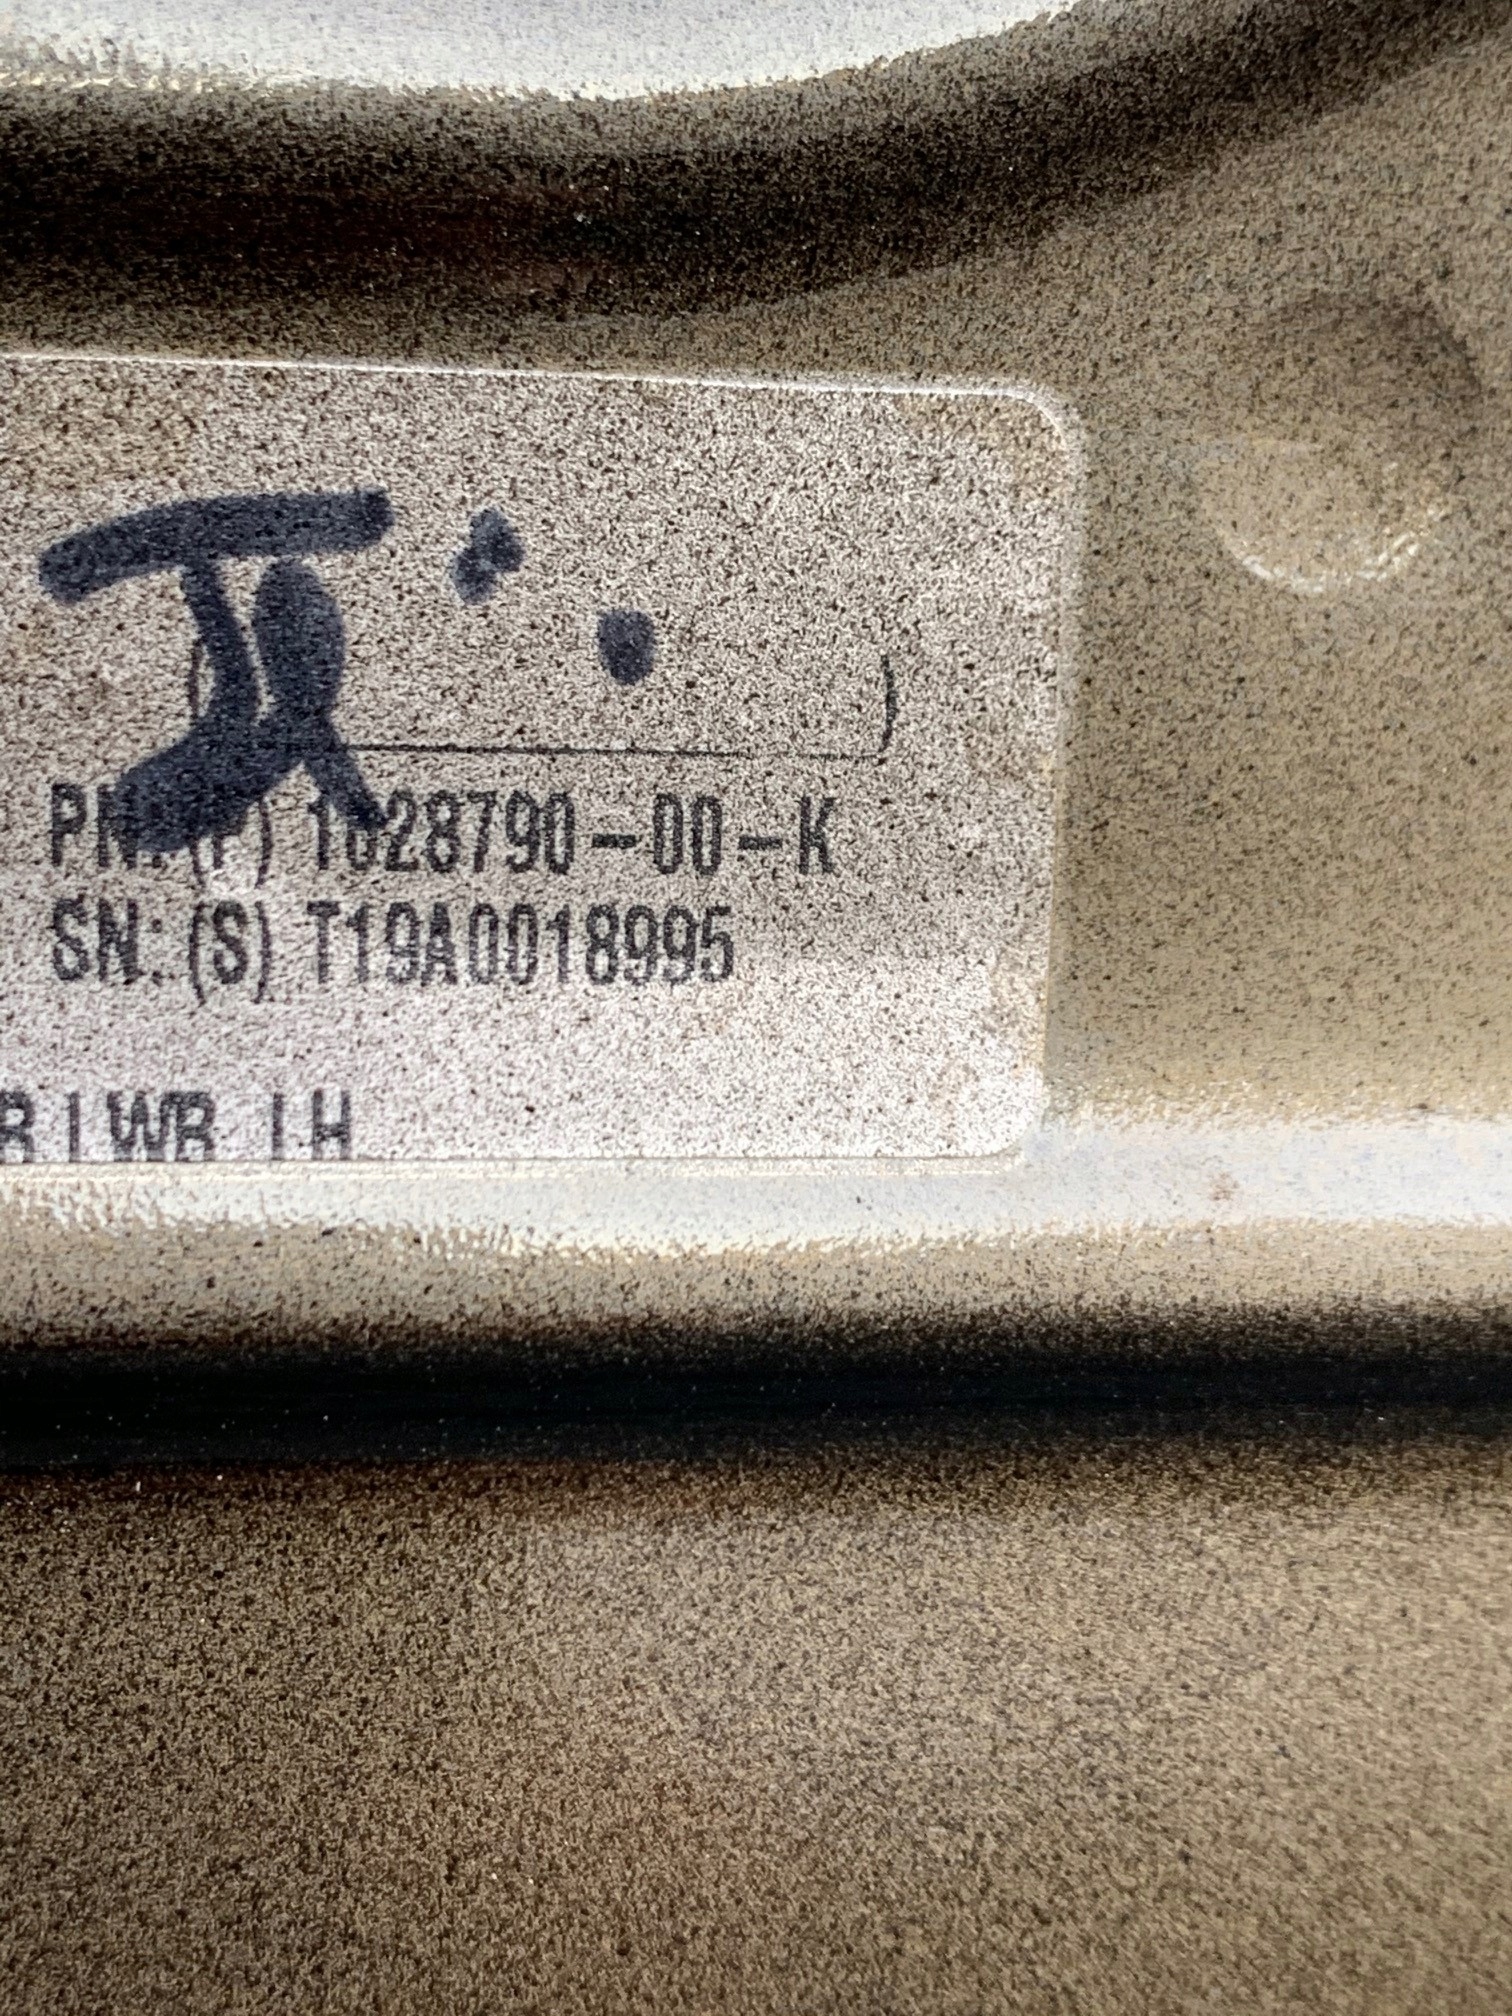 PN: (P) 1028790-00-K
SN: (S) T19A0018995
LWR LH